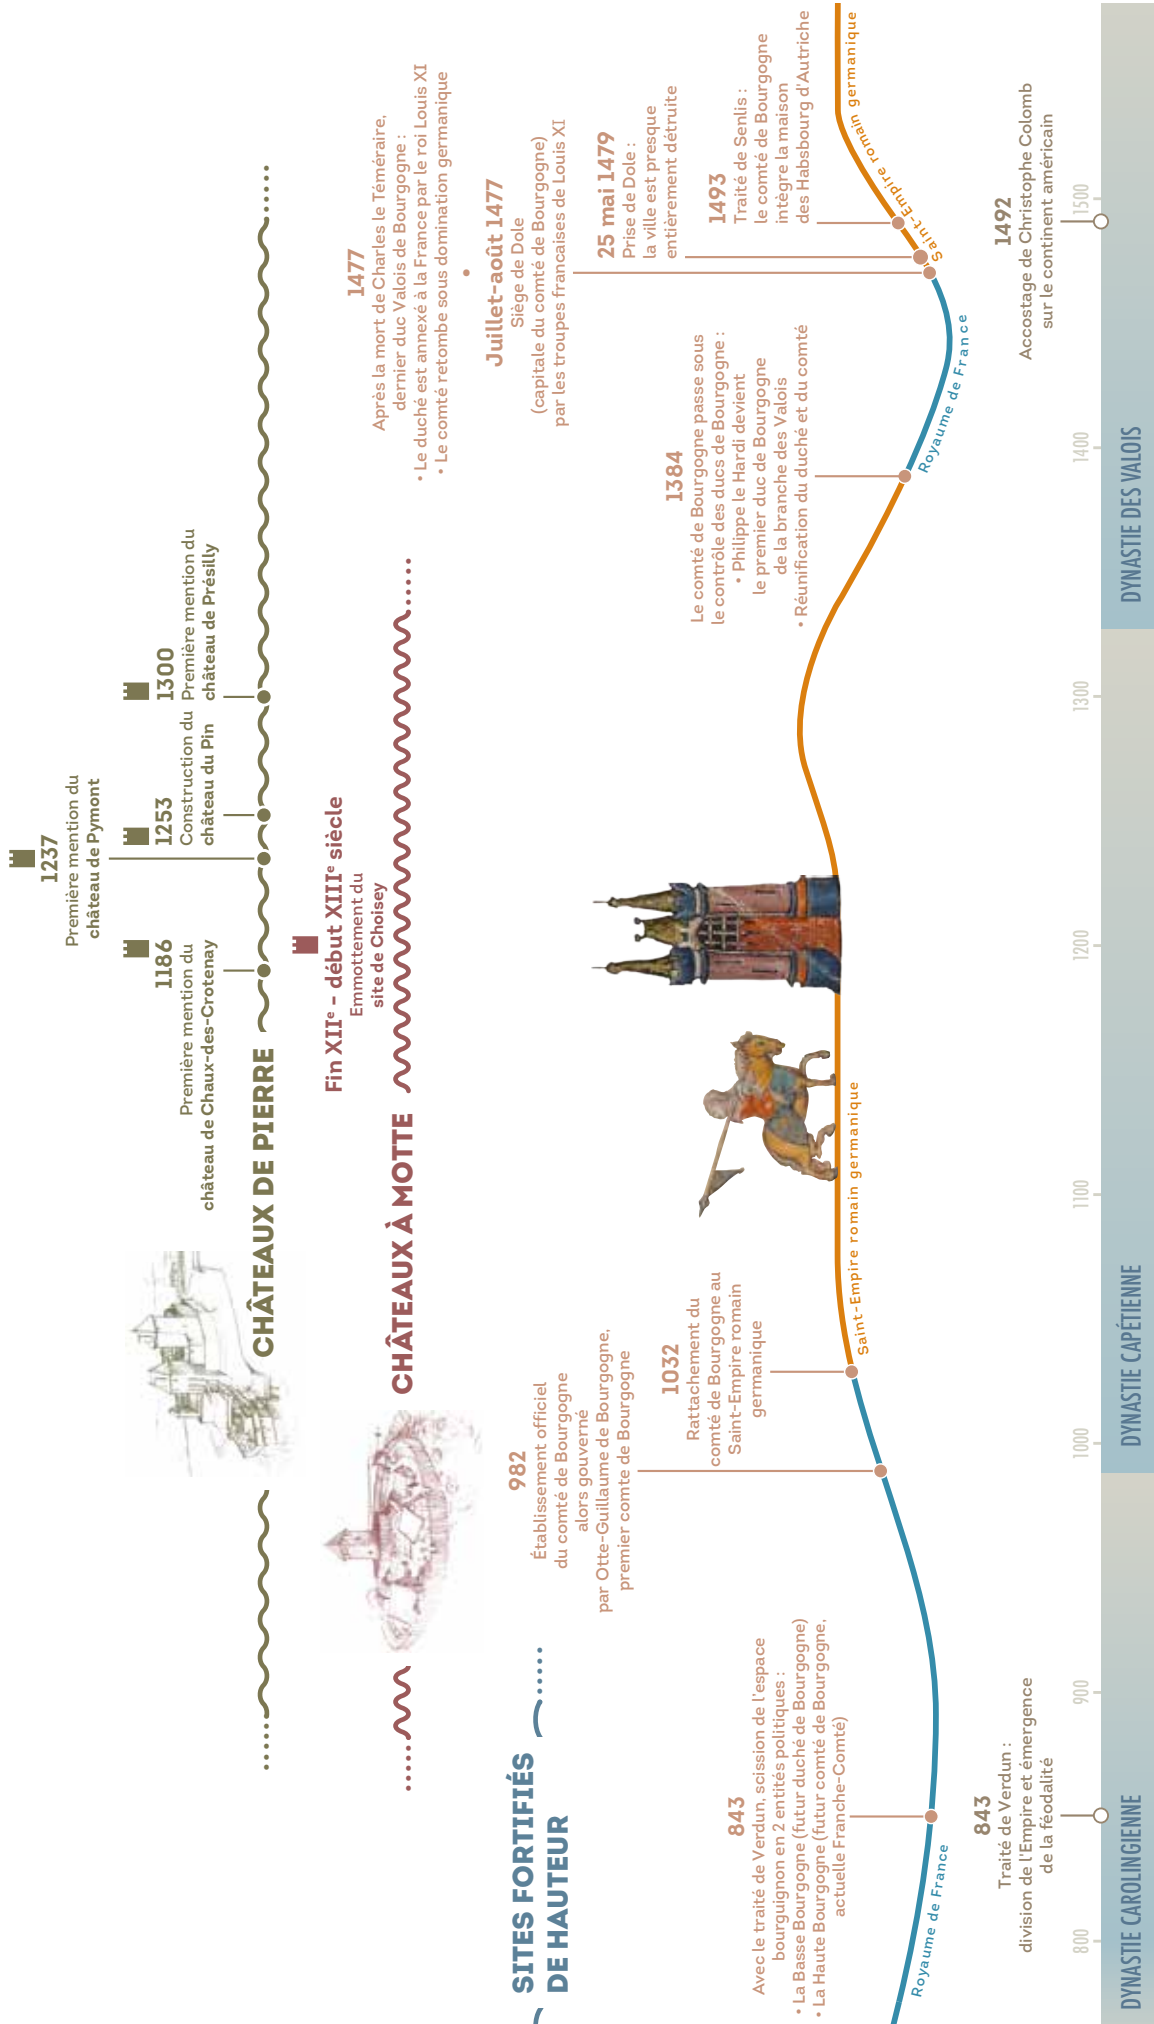 1237
Première mention du
château de Pymont
1186
Première mention du
château de Chaux-des-Crotenay
1253
Construction du
château du Pin
1300
Première mention du
château de Présilly
CHÂTEAUX DE PIERRE
Fin XIIe - début XIIIe siècle
Emmottement du
site de Choisey
CHÂTEAUX À MOTTE
SITES FORTIFIÉS
DE HAUTEUR
843
Avec le traité de Verdun, scission de l'espace
bourguignon en 2 entités politiques :
• La Basse Bourgogne (futur duché de Bourgogne)
• La Haute Bourgogne (futur comté de Bourgogne,
actuelle Franche-Comté)
982
Établissement officiel
du comté de Bourgogne
alors gouverné
par Otte-Guillaume de Bourgogne,
premier comte de Bourgogne
1032
Rattachement du
comté de Bourgogne au
Saint-Empire romain
germanique
1384
Le comté de Bourgogne passe sous
le contrôle des ducs de Bourgogne :
• Philippe le Hardi devient
le premier duc de Bourgogne
de la branche des Valois
• Réunification du duché et du comté
1477
Après la mort de Charles le Téméraire,
dernier duc Valois de Bourgogne :
• Le duché est annexé à la France par le roi Louis XI
• Le comté retombe sous domination germanique
•
Juillet-août 1477
Siège de Dole
(capitale du comté de Bourgogne)
par les troupes francaises de Louis XI
25 mai 1479
Prise de Dole :
la ville est presque
entièrement détruite
1493
Traité de Senlis :
le comté de Bourgogne
intègre la maison
des Habsbourg d'Autriche
Royaume de France
Saint-Empire romain germanique
Royaume de France
Saint-Empire romain germanique
843
Traité de Verdun :
division de l'Empire et émergence
de la féodalité
1492
Accostage de Christophe Colomb
sur le continent américain
800
900
1000
1100
1200
1300
1400
1500
DYNASTIE CAROLINGIENNE
DYNASTIE CAPÉTIENNE
DYNASTIE DES VALOIS